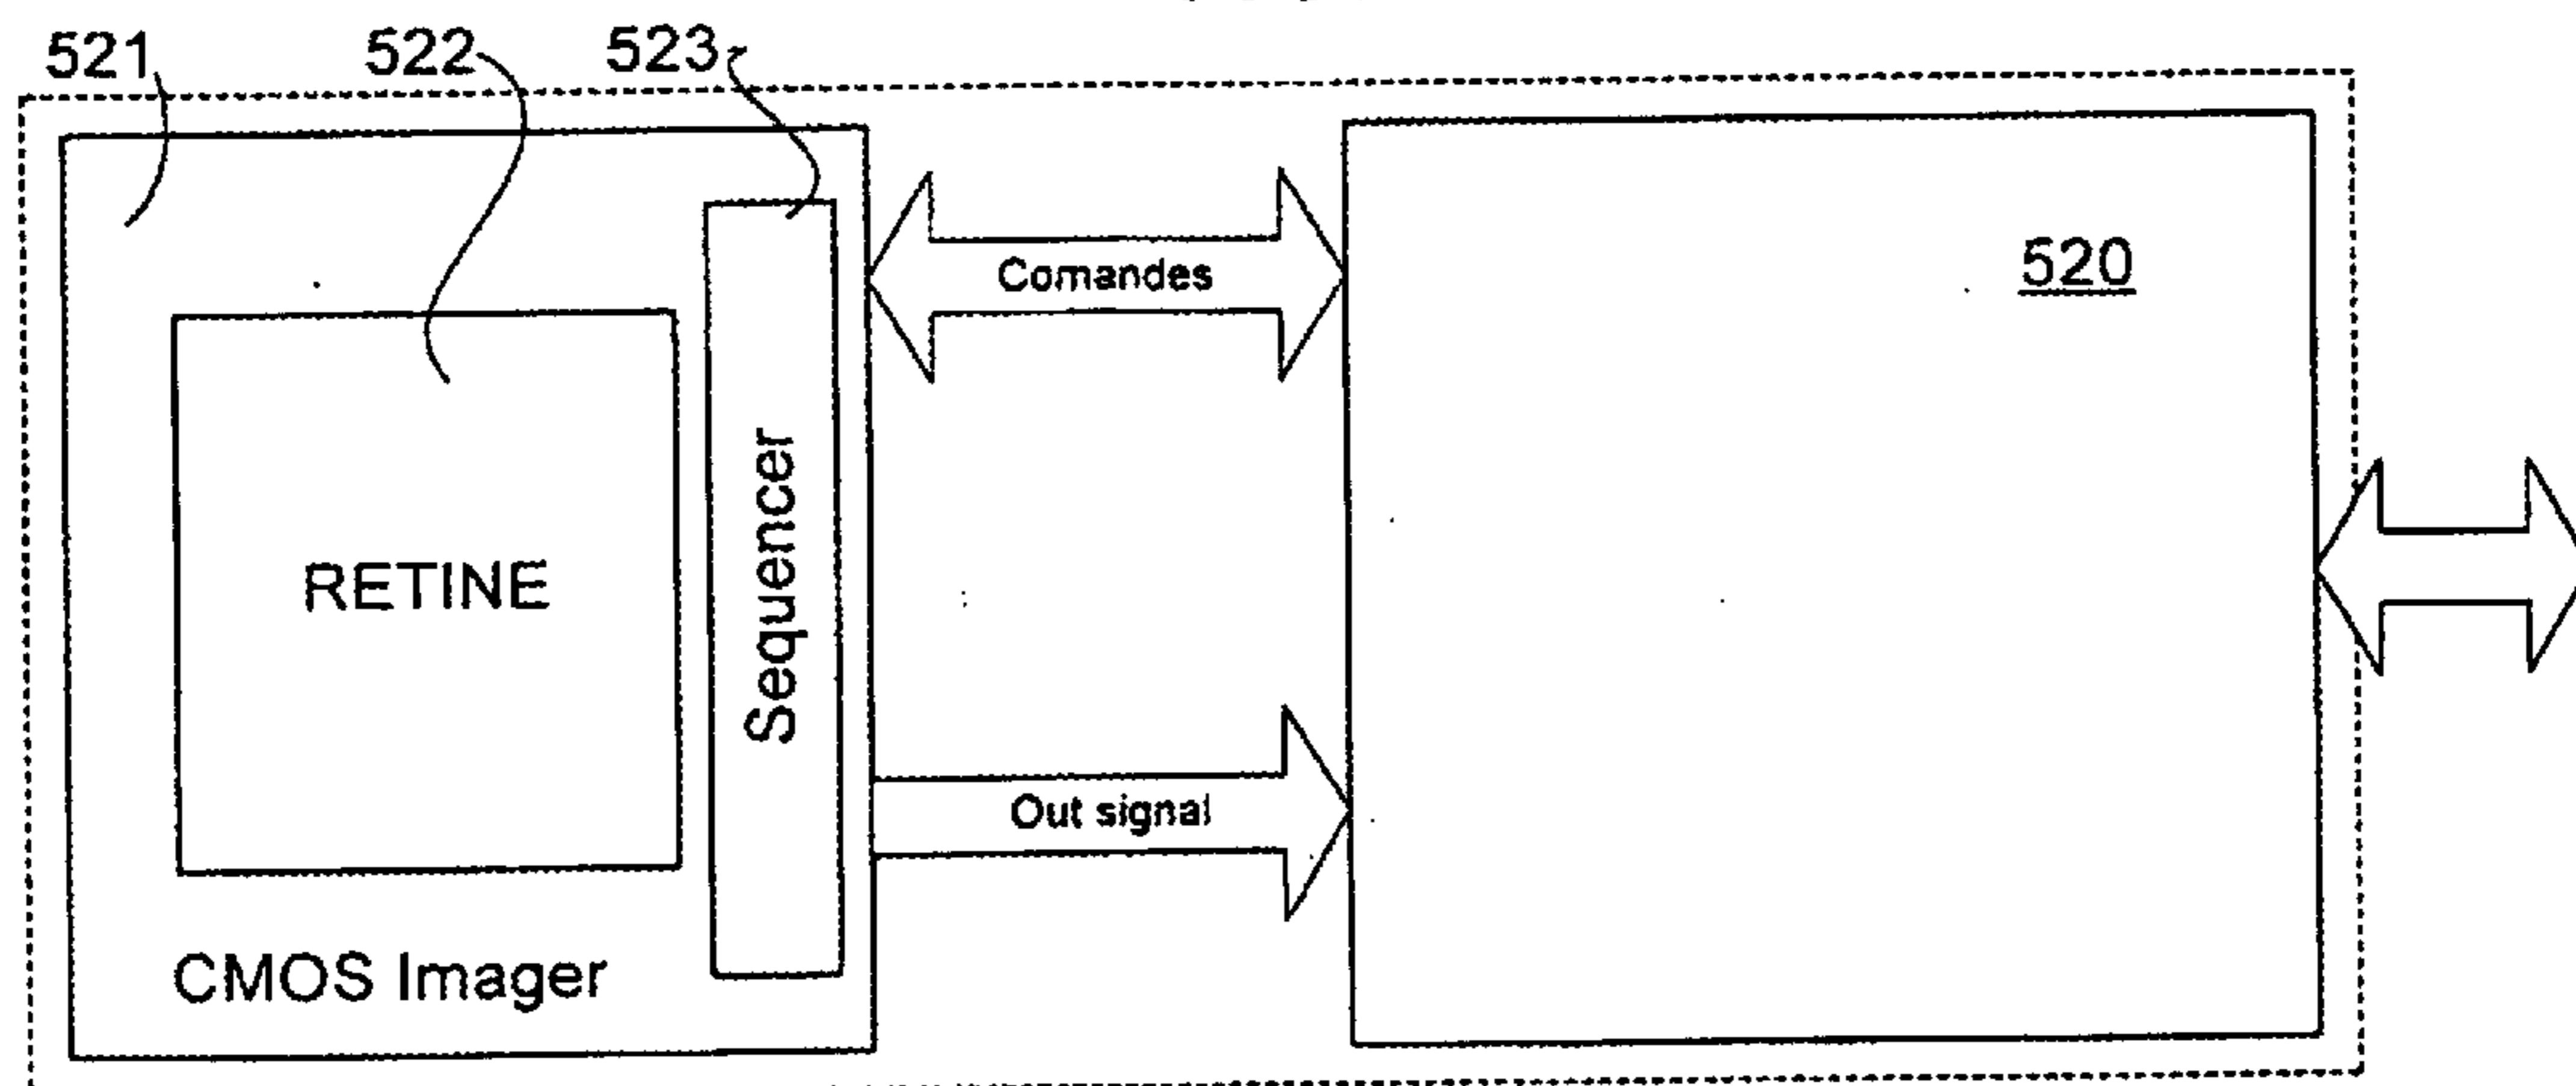 521 522 523
Comandes
520
RETINE
Sequencer
Out signal
CMOS Imager